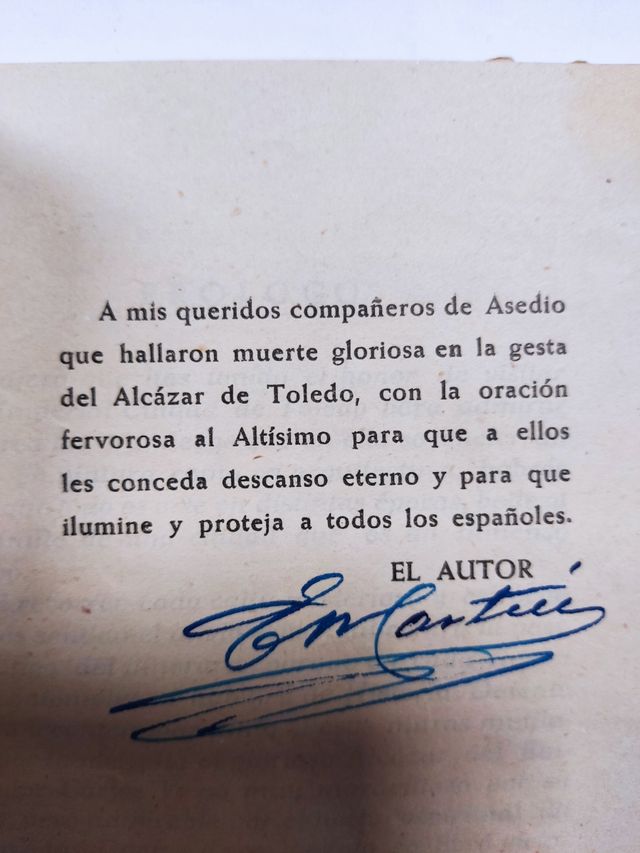 A mis queridos compañeros de Asedio
que hallaron muerte gloriosa en la gesta
del Alcázar de Toledo, con la oración
fervorosa al Altísimo para que a ellos
les conceda descanso eterno y para que
ilumine y proteja a todos los españoles.
EL AUTOR